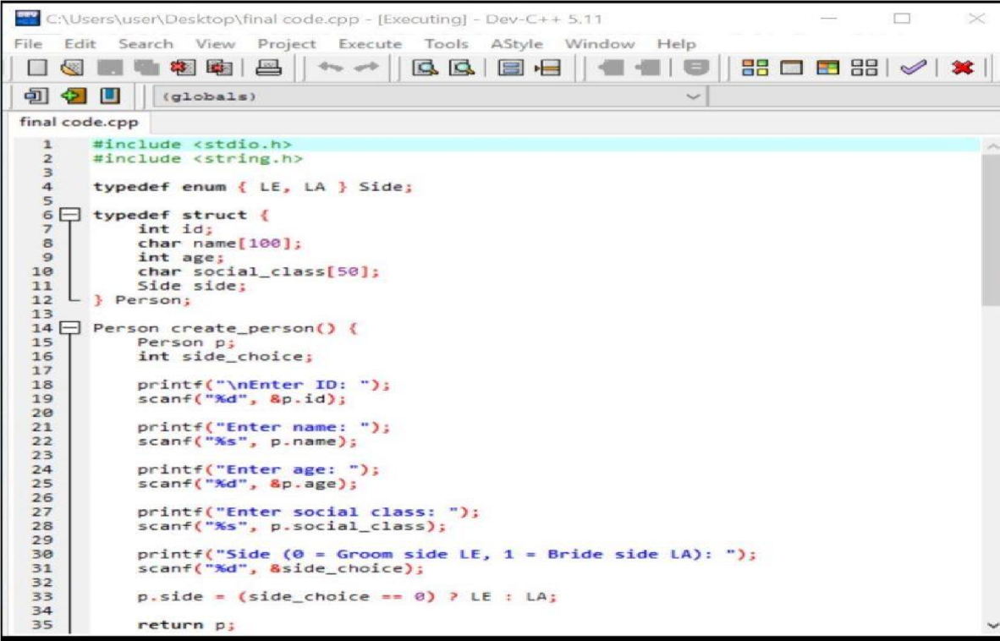 C:\Users\user\Desktop\final code.cpp - [Executing] - Dev-C++ 5.11
File Edit Search View Project Execute Tools AStyle Window Help
(globals)
final code.cpp
1 #include <stdio.h>
2 #include <string.h>
3
4 typedef enum { LE, LA } Side;
5
6 typedef struct {
7 int id;
8 char name[100];
9 int age;
10 char social_class[50];
11 Side side;
12 } Person;
13
14 Person create_person() {
15 Person p;
16 int side_choice;
17
18 printf("\nEnter ID: ");
19 scanf("%d", &p.id);
20
21 printf("Enter name: ");
22 scanf("%s", p.name);
23
24 printf("Enter age: ");
25 scanf("%d", &p.age);
26
27 printf("Enter social class: ");
28 scanf("%s", p.social_class);
29
30 printf("Side (0 = Groom side LE, 1 = Bride side LA): ");
31 scanf("%d", &side_choice);
32
33 p.side = (side_choice == 0) ? LE : LA;
34
35 return p;